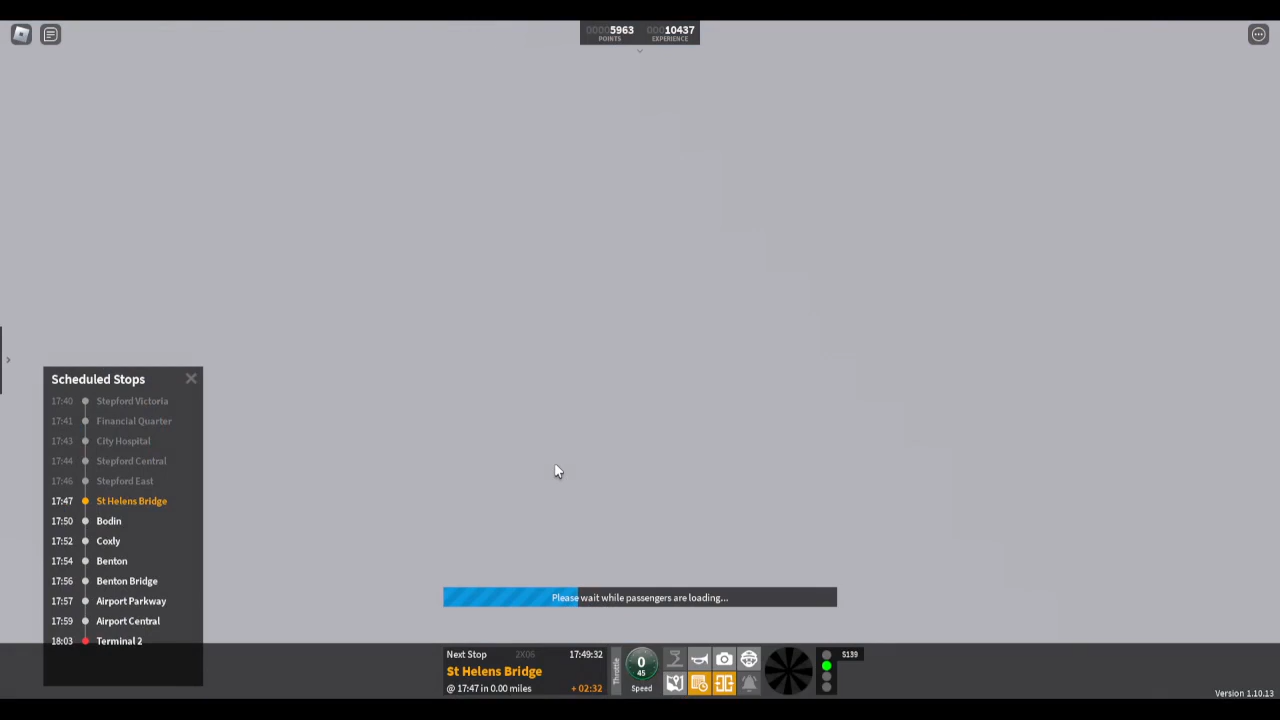 00005963 00010437
POINTS EXPERIENCE
Scheduled Stops
17:40 Stepford Victoria
17:41 Financial Quarter
17:43 City Hospital
17:44 Stepford Central
17:46 Stepford East
17:47 St Helens Bridge
17:50 Bodin
17:52 Coxly
17:54 Benton
17:56 Benton Bridge
17:57 Airport Parkway
17:59 Airport Central
18:03 Terminal 2
Please wait while passengers are loading...
Next Stop 2X06 17:49:32
St Helens Bridge
@ 17:47 in 0.00 miles + 02:32
Throttle
0
45
Speed
S139
Version 1.10.13